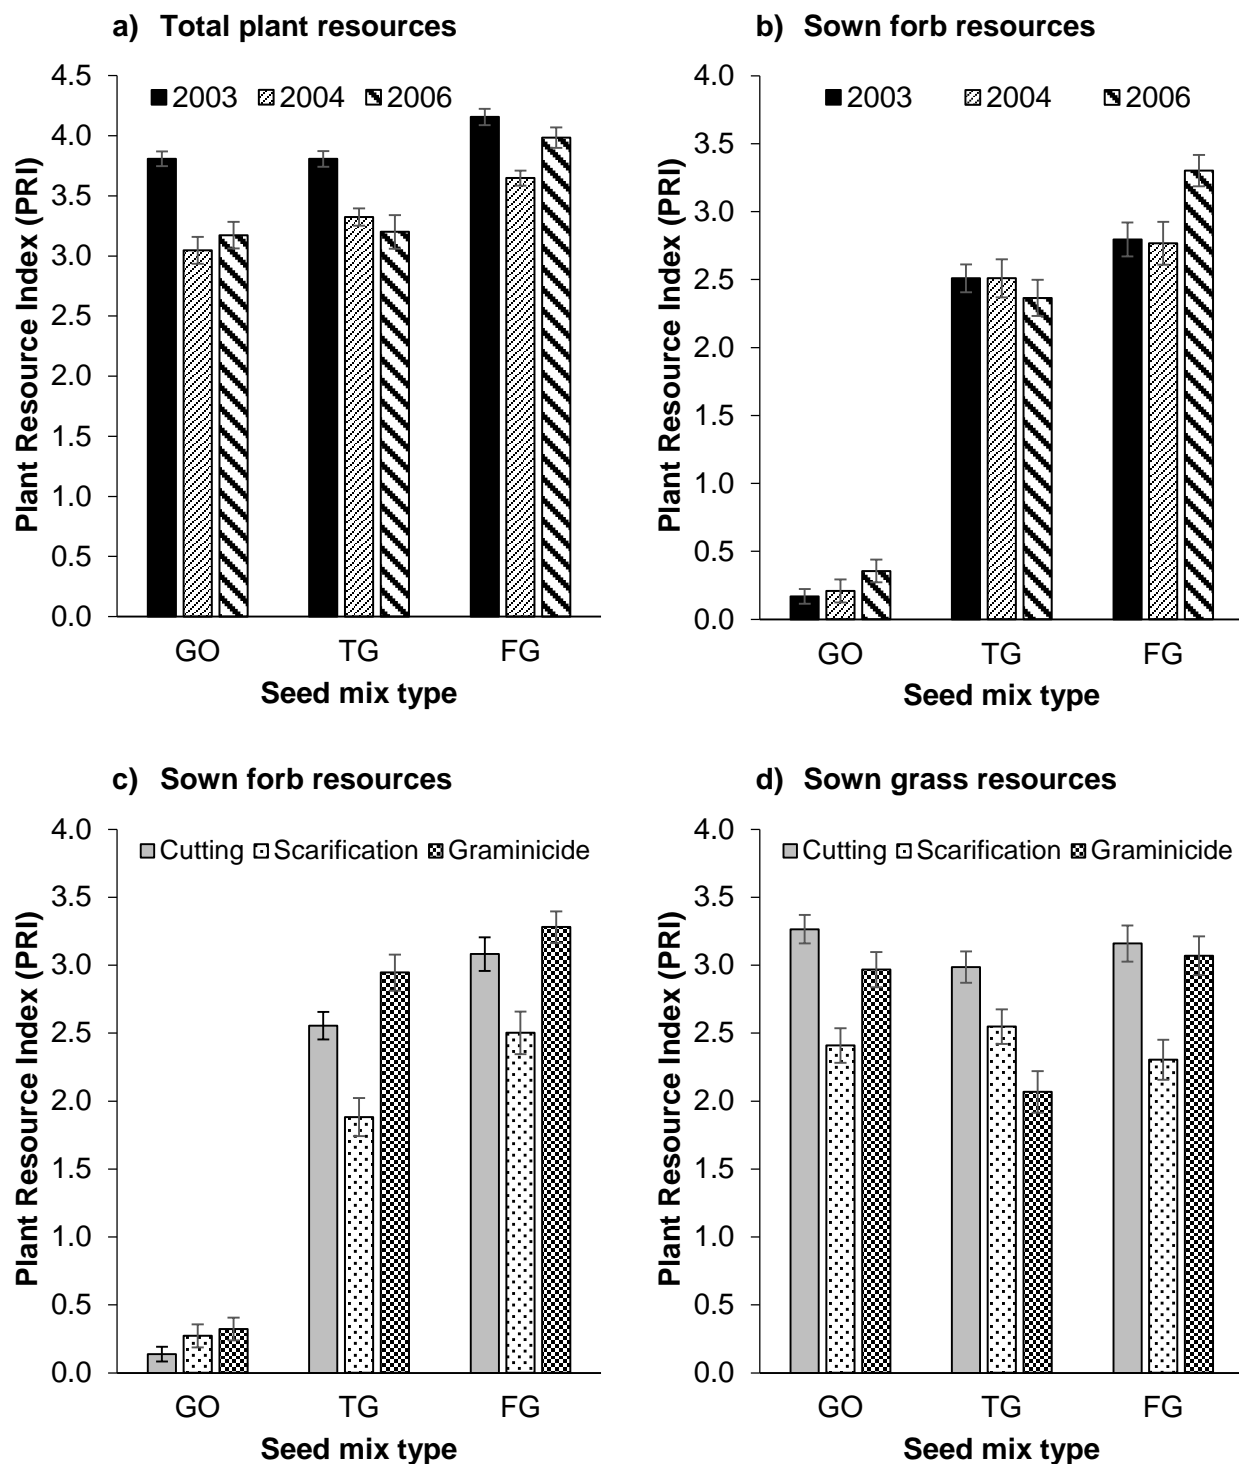 a) Total plant resources
Plant Resource Index (PRI)
4.5
4.0
3.5
3.0
2.5
2.0
1.5
1.0
0.5
0.0
2003 2004 2006
GO TG FG
Seed mix type
b) Sown forb resources
Plant Resource Index (PRI)
4.0
3.5
3.0
2.5
2.0
1.5
1.0
0.5
0.0
2003 2004 2006
GO TG FG
Seed mix type
c) Sown forb resources
Plant Resource Index (PRI)
4.0
3.5
3.0
2.5
2.0
1.5
1.0
0.5
0.0
Cutting Scarification Graminicide
GO TG FG
Seed mix type
d) Sown grass resources
Plant Resource Index (PRI)
4.0
3.5
3.0
2.5
2.0
1.5
1.0
0.5
0.0
Cutting Scarification Graminicide
GO TG FG
Seed mix type